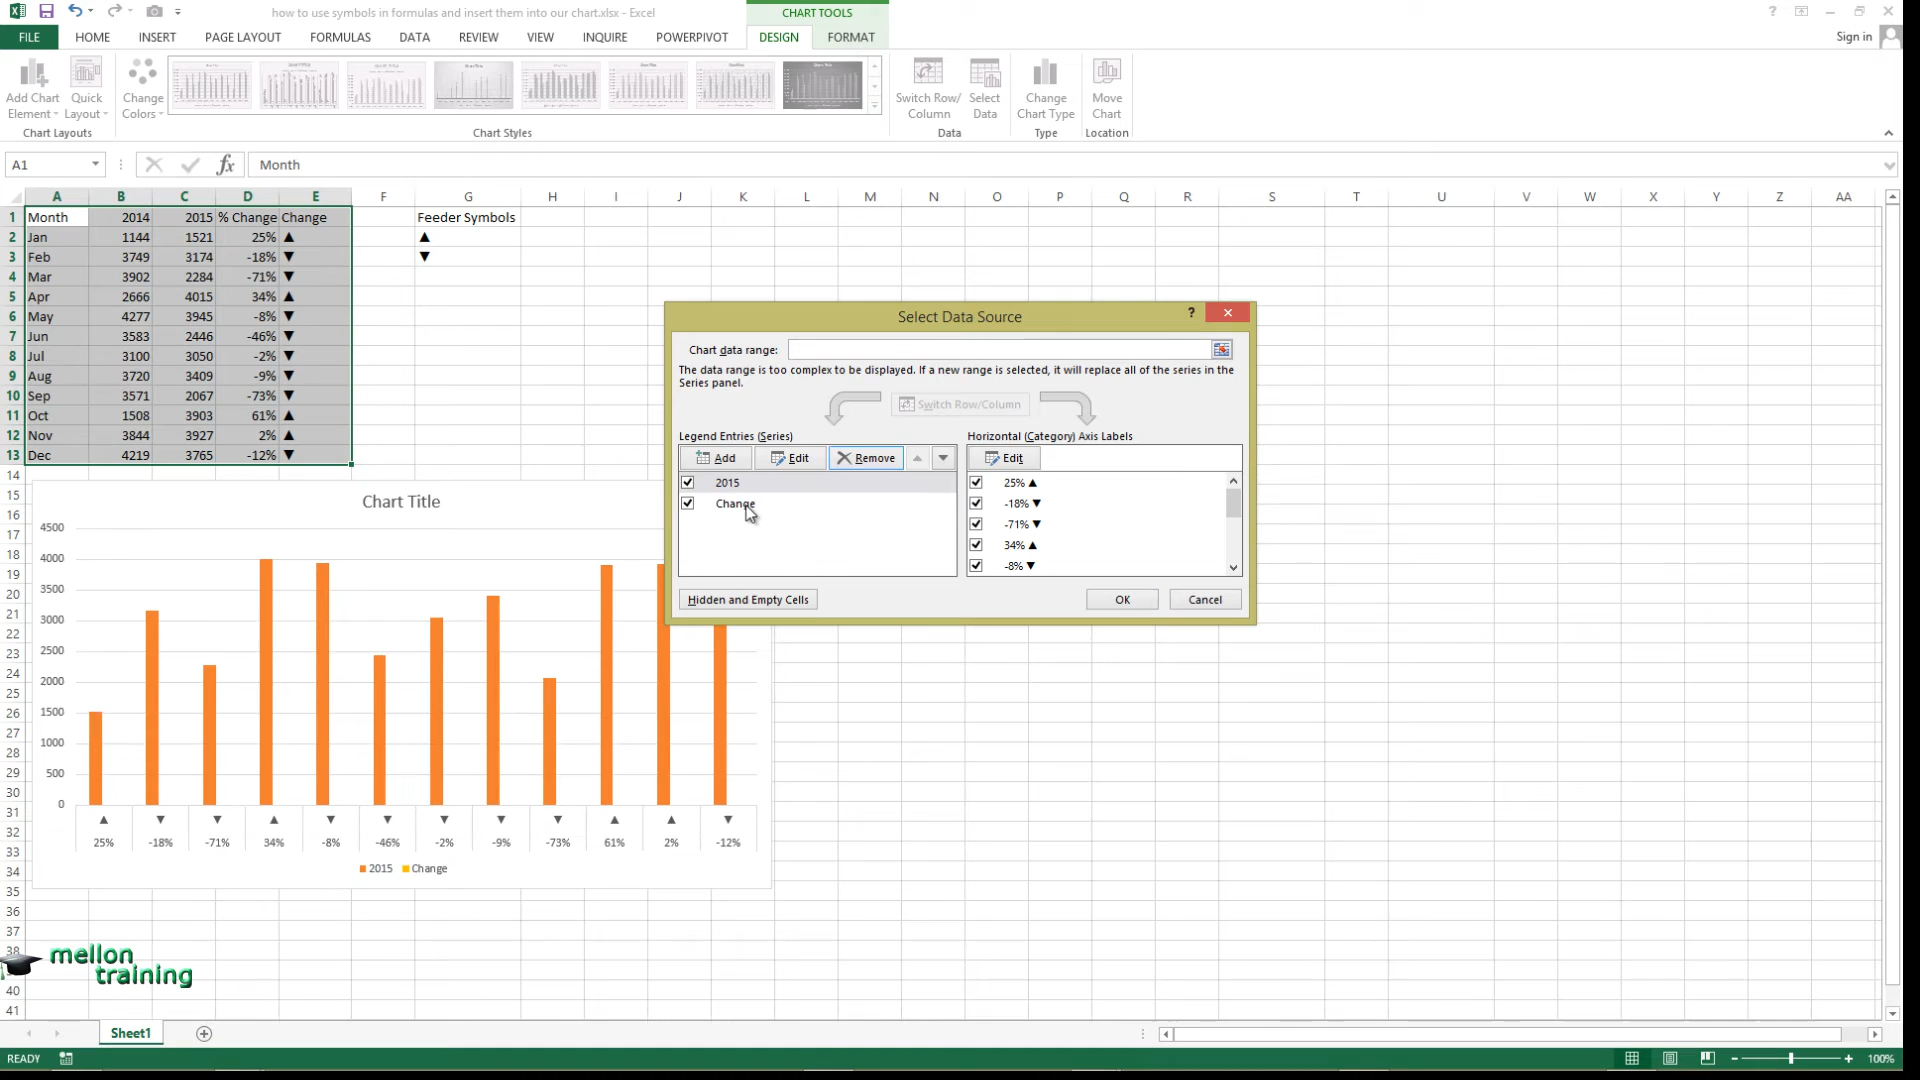 how to use symbols in formulas and insert them into our chart.xlsx - Excel
CHART TOOLS
Sign in
FILE HOME INSERT PAGE LAYOUT FORMULAS DATA REVIEW VIEW INQUIRE POWERPIVOT DESIGN FORMAT
Add Chart Element
Quick Layout
Change Colors
Switch Row/ Column
Select Data
Change Chart Type
Move Chart
Chart Layouts Chart Styles Data Type Location
A1 fx Month
A B C D E F G H I J K L M N O P Q R S T U V W X Y Z AA
1 Month 2014 2015 % Change Change Feeder Symbols
2 Jan 1144 1521 25% ▲ ▲
3 Feb 3749 3174 -18% ▼ ▼
4 Mar 3902 2284 -71% ▼
5 Apr 2666 4015 34% ▲
6 May 4277 3945 -8% ▼
7 Jun 3583 2446 -46% ▼
8 Jul 3100 3050 -2% ▼
9 Aug 3720 3409 -9% ▼
10 Sep 3571 2067 -73% ▼
11 Oct 1508 3903 61% ▲
12 Nov 3844 3927 2% ▲
13 Dec 4219 3765 -12% ▼
14
15
16
17
18
19
20
21
22
23
24
25
26
27
28
29
30
31
32
33
34
35
36
37
38
39
40
41
Chart Title
4500
4000
3500
3000
2500
2000
1500
1000
500
0
▲ ▼ ▼ ▲ ▼ ▼ ▼ ▼ ▼ ▲ ▲ ▼
25% -18% -71% 34% -8% -46% -2% -9% -73% 61% 2% -12%
2015 Change
Select Data Source
?
Chart data range:
The data range is too complex to be displayed. If a new range is selected, it will replace all of the series in the
Series panel.
Switch Row/Column
Legend Entries (Series) Horizontal (Category) Axis Labels
Add Edit Remove Edit
2015
Change
25% ▲
-18% ▼
-71% ▼
34% ▲
-8% ▼
Hidden and Empty Cells OK Cancel
mellon
training
Sheet1
READY 100%